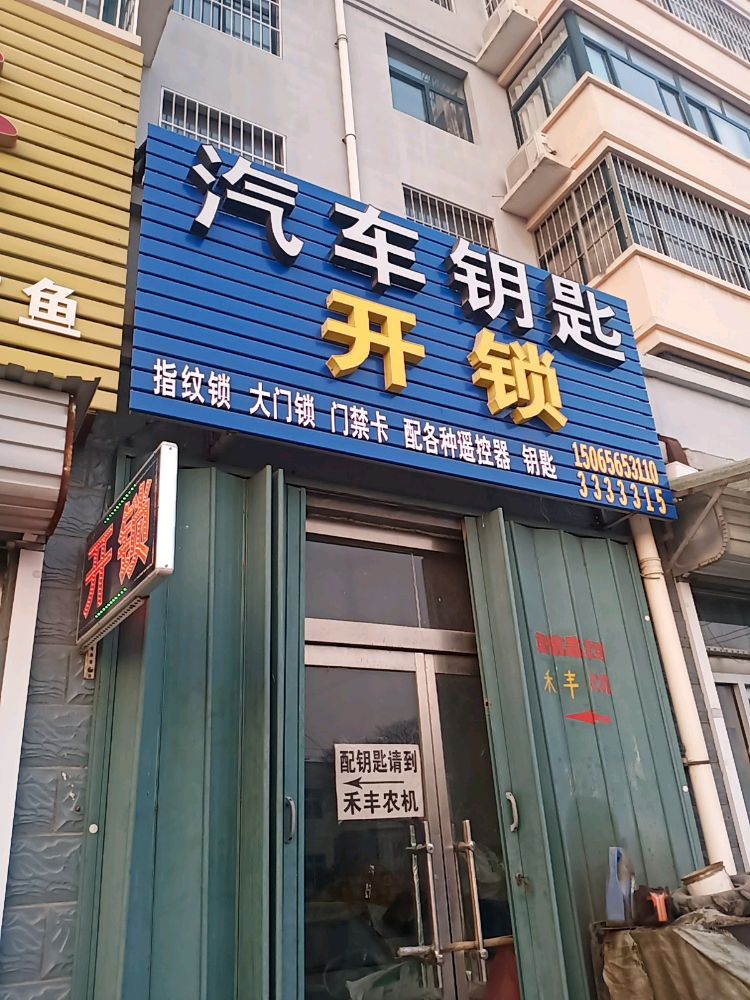 汽车钥匙
开锁
指纹锁 大门锁 门禁卡 配各种遥控器 钥匙
15065653110
3333315
鱼
开锁
禾丰农机
配钥匙请到
禾丰农机